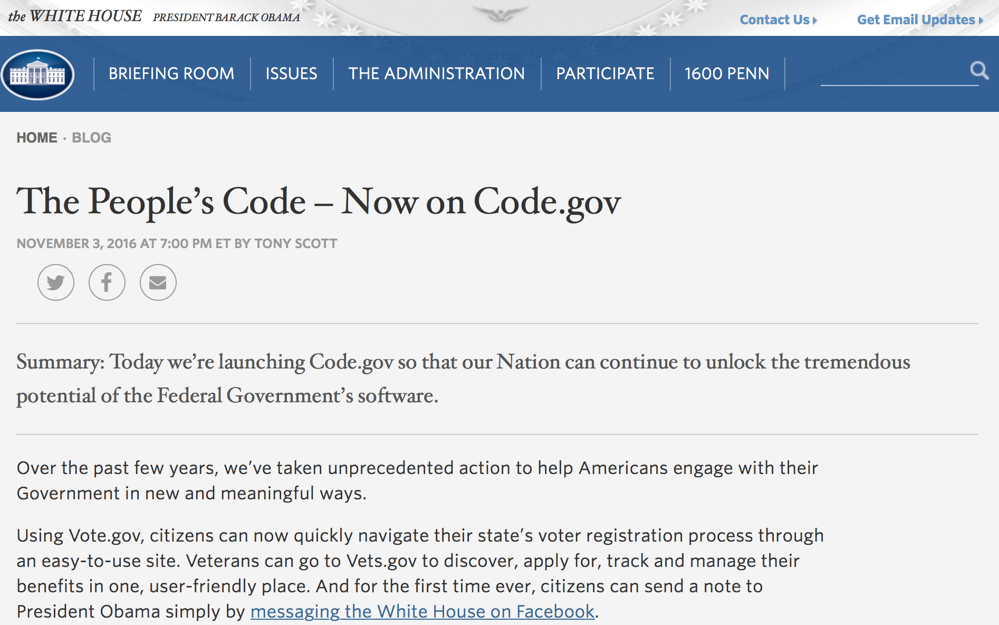 the WHITE HOUSE PRESIDENT BARACK OBAMA
Contact Us Get Email Updates
BRIEFING ROOM ISSUES THE ADMINISTRATION PARTICIPATE 1600 PENN
HOME · BLOG
The People’s Code – Now on Code.gov
NOVEMBER 3, 2016 AT 7:00 PM ET BY TONY SCOTT
Summary: Today we’re launching Code.gov so that our Nation can continue to unlock the tremendous
potential of the Federal Government’s software.
Over the past few years, we’ve taken unprecedented action to help Americans engage with their
Government in new and meaningful ways.
Using Vote.gov, citizens can now quickly navigate their state’s voter registration process through
an easy-to-use site. Veterans can go to Vets.gov to discover, apply for, track and manage their
benefits in one, user-friendly place. And for the first time ever, citizens can send a note to
President Obama simply by messaging the White House on Facebook.